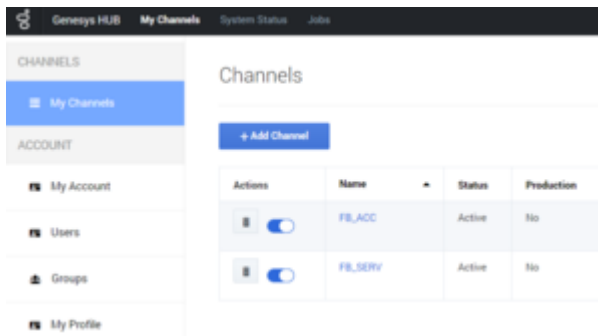 Genesys HUB My Channels System Status Jobs
CHANNELS
My Channels
ACCOUNT
My Account
Users
Groups
My Profile
Channels
+ Add Channel
Actions Name Status Production
FB_ACC Active No
FB_SERV Active No